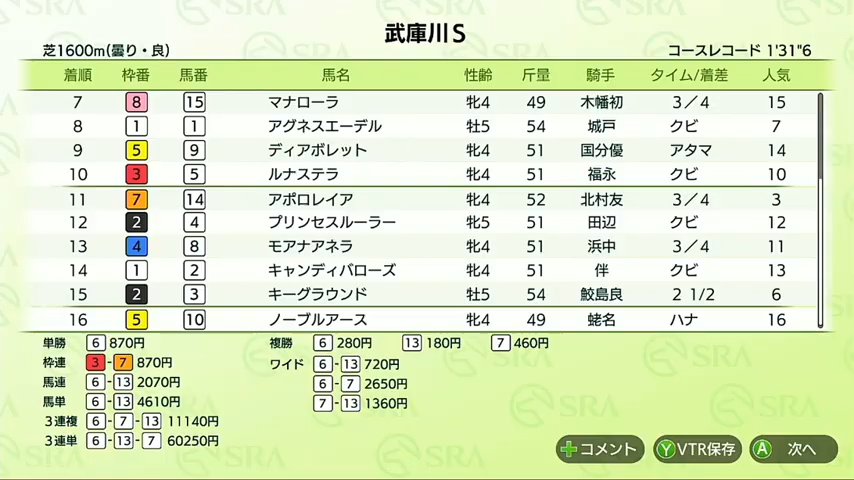 武庫川S
芝1600m(曇り・良)
コースレコード 1'31"6
着順 枠番 馬番 馬名 性齢 斤量 騎手 タイム/着差 人気
7 8 15 マナローラ 牝4 49 木幡初 3/4 15
8 1 1 アグネスエーデル 牡5 54 城戸 クビ 7
9 5 9 ディアボレット 牝4 51 国分優 アタマ 14
10 3 5 ルナステラ 牝4 51 福永 クビ 10
11 7 14 アポロレイア 牝4 52 北村友 3/4 3
12 2 4 プリンセスルーラー 牝5 51 田辺 クビ 12
13 4 8 モアナアネラ 牝4 51 浜中 3/4 11
14 1 2 キャンディバローズ 牝4 51 伴 クビ 13
15 2 3 キーグラウンド 牡5 54 鮫島良 2 1/2 6
16 5 10 ノーブルアース 牝4 49 蛯名 ハナ 16
単勝 6 870円 複勝 6 280円 13 180円 7 460円
枠連 3-7 870円 ワイド 6-13 720円
馬連 6-13 2070円 6-7 2650円
馬単 6-13 4610円 7-13 1360円
3連複 6-7-13 11140円
3連単 6-13-7 60250円
コメント Y VTR保存 A 次へ
SRA